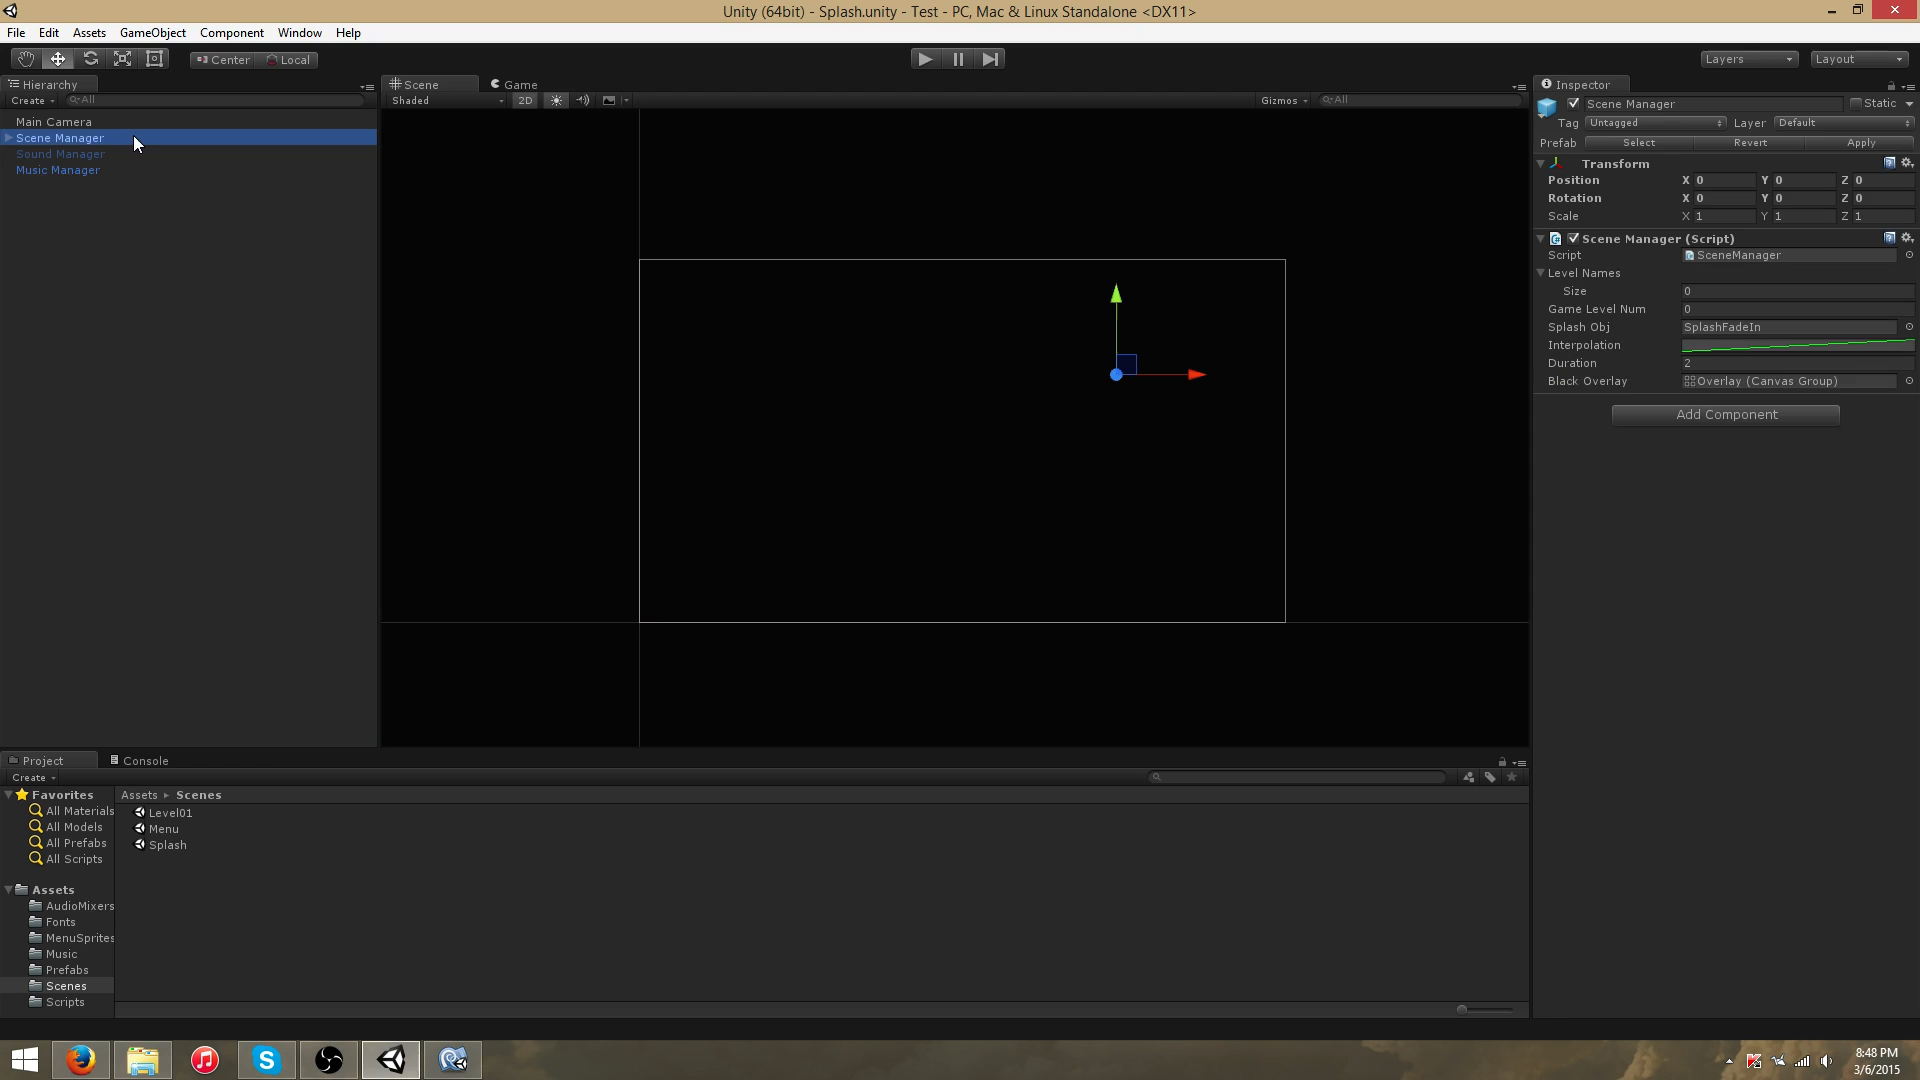 Unity (64bit) - Splash.unity - Test - PC, Mac & Linux Standalone <DX11>
File Edit Assets GameObject Component Window Help
Center Local
Layers Layout
Hierarchy
Create All
Main Camera
Scene Manager
Sound Manager
Music Manager
Scene Game
Shaded 2D Gizmos All
Inspector
Scene Manager Static
Tag Untagged Layer Default
Prefab Select Revert Apply
Transform
Position X 0 Y 0 Z 0
Rotation X 0 Y 0 Z 0
Scale X 1 Y 1 Z 1
Scene Manager (Script)
Script SceneManager
Level Names
Size 0
Game Level Num 0
Splash Obj SplashFadeIn
Interpolation
Duration 2
Black Overlay Overlay (Canvas Group)
Add Component
Project Console
Create
Favorites
All Materials
All Models
All Prefabs
All Scripts
Assets
AudioMixers
Fonts
MenuSprites
Music
Prefabs
Scenes
Scripts
Assets Scenes
Level01
Menu
Splash
8:48 PM
3/6/2015